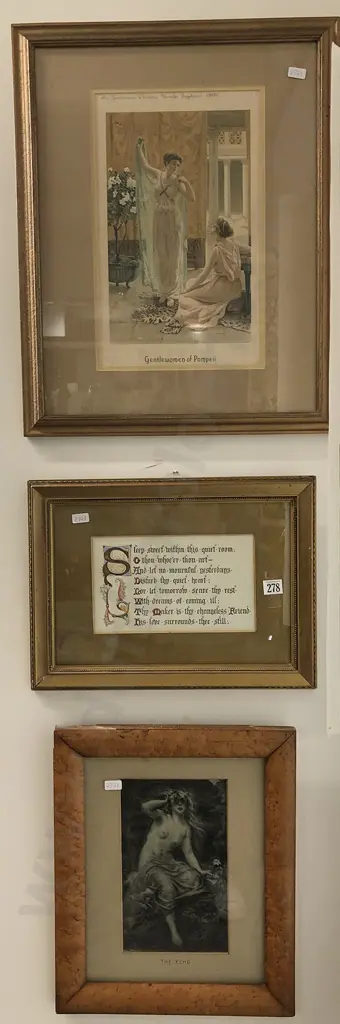 Gentlewomen of Pompeii
Sleep sweet within this quiet room,
O thou whoe'er thou art—
And let no mournful yesterdays
Disturb thy quiet heart;
Nor let tomorrow scare thy rest
With dreams of coming ill:
Thy Maker is thy changeless Friend.
His love surrounds thee still:
278
THE ECHO